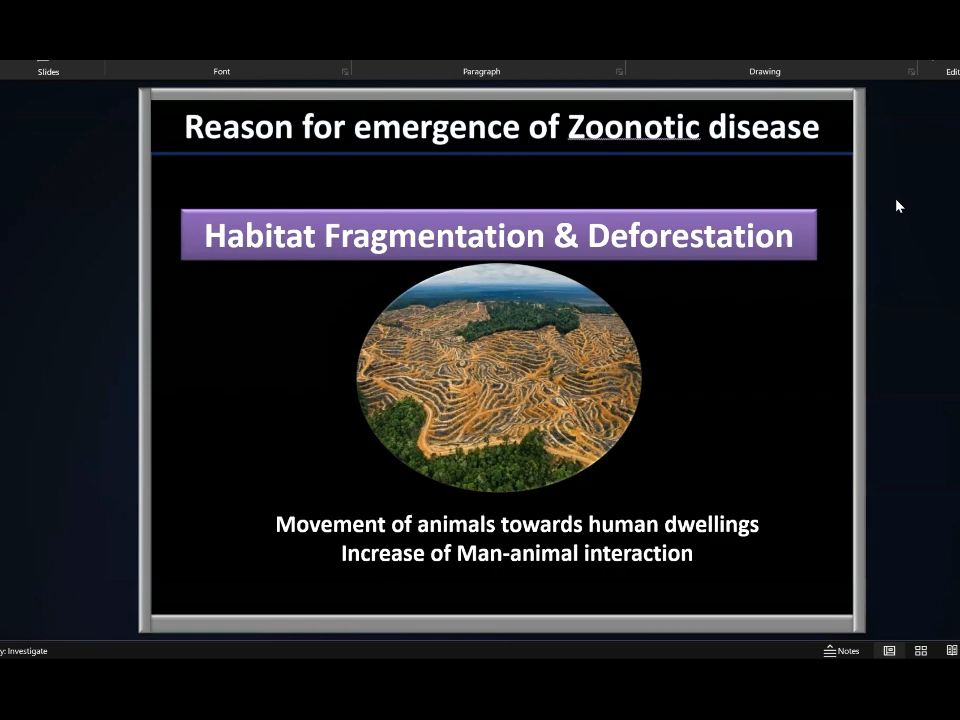 Slides Font Paragraph Drawing
Reason for emergence of Zoonotic disease
Habitat Fragmentation & Deforestation
Movement of animals towards human dwellings
Increase of Man-animal interaction
y: Investigate Notes